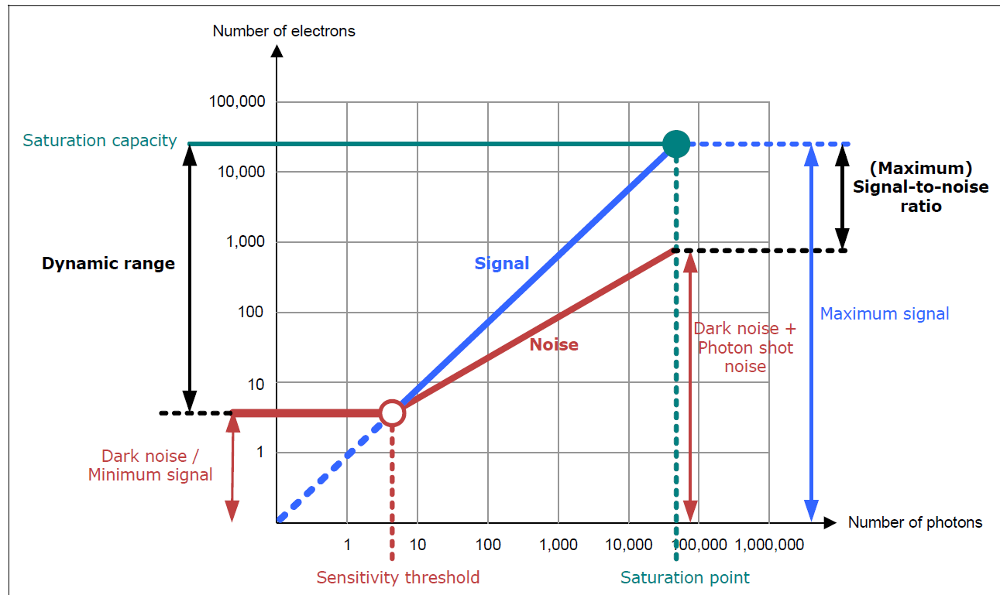 Number of electrons
100,000
Saturation capacity
10,000
(Maximum)
Signal-to-noise
ratio
1,000
Dynamic range
Signal
100
Maximum signal
Dark noise +
Photon shot
noise
Noise
10
Dark noise /
Minimum signal
1
Number of photons
1 10 100 1,000 10,000 100,000 1,000,000
Sensitivity threshold
Saturation point